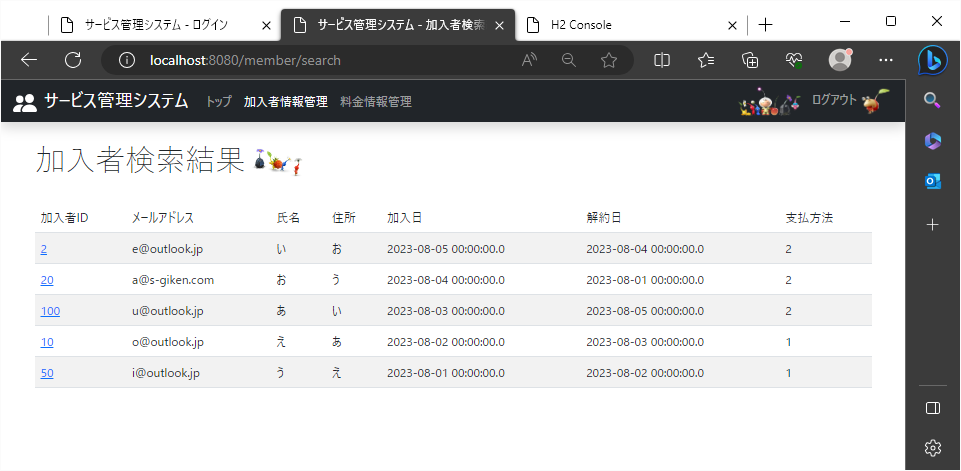 サービス管理システム - ログイン
サービス管理システム - 加入者検索
H2 Console
localhost:8080/member/search
サービス管理システム トップ 加入者情報管理 料金情報管理 ログアウト
加入者検索結果
加入者ID メールアドレス 氏名 住所 加入日 解約日 支払方法
2 e@outlook.jp い お 2023-08-05 00:00:00.0 2023-08-04 00:00:00.0 2
20 a@s-giken.com お う 2023-08-04 00:00:00.0 2023-08-01 00:00:00.0 2
100 u@outlook.jp あ い 2023-08-03 00:00:00.0 2023-08-05 00:00:00.0 2
10 o@outlook.jp え あ 2023-08-02 00:00:00.0 2023-08-03 00:00:00.0 1
50 i@outlook.jp う え 2023-08-01 00:00:00.0 2023-08-02 00:00:00.0 1